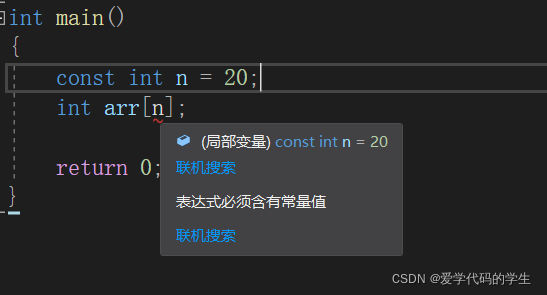 int main()
{
const int n = 20;
int arr[n];
(局部变量) const int n = 20
联机搜索
return 0;
表达式必须含有常量值
}
联机搜索
CSDN @爱学代码的学生